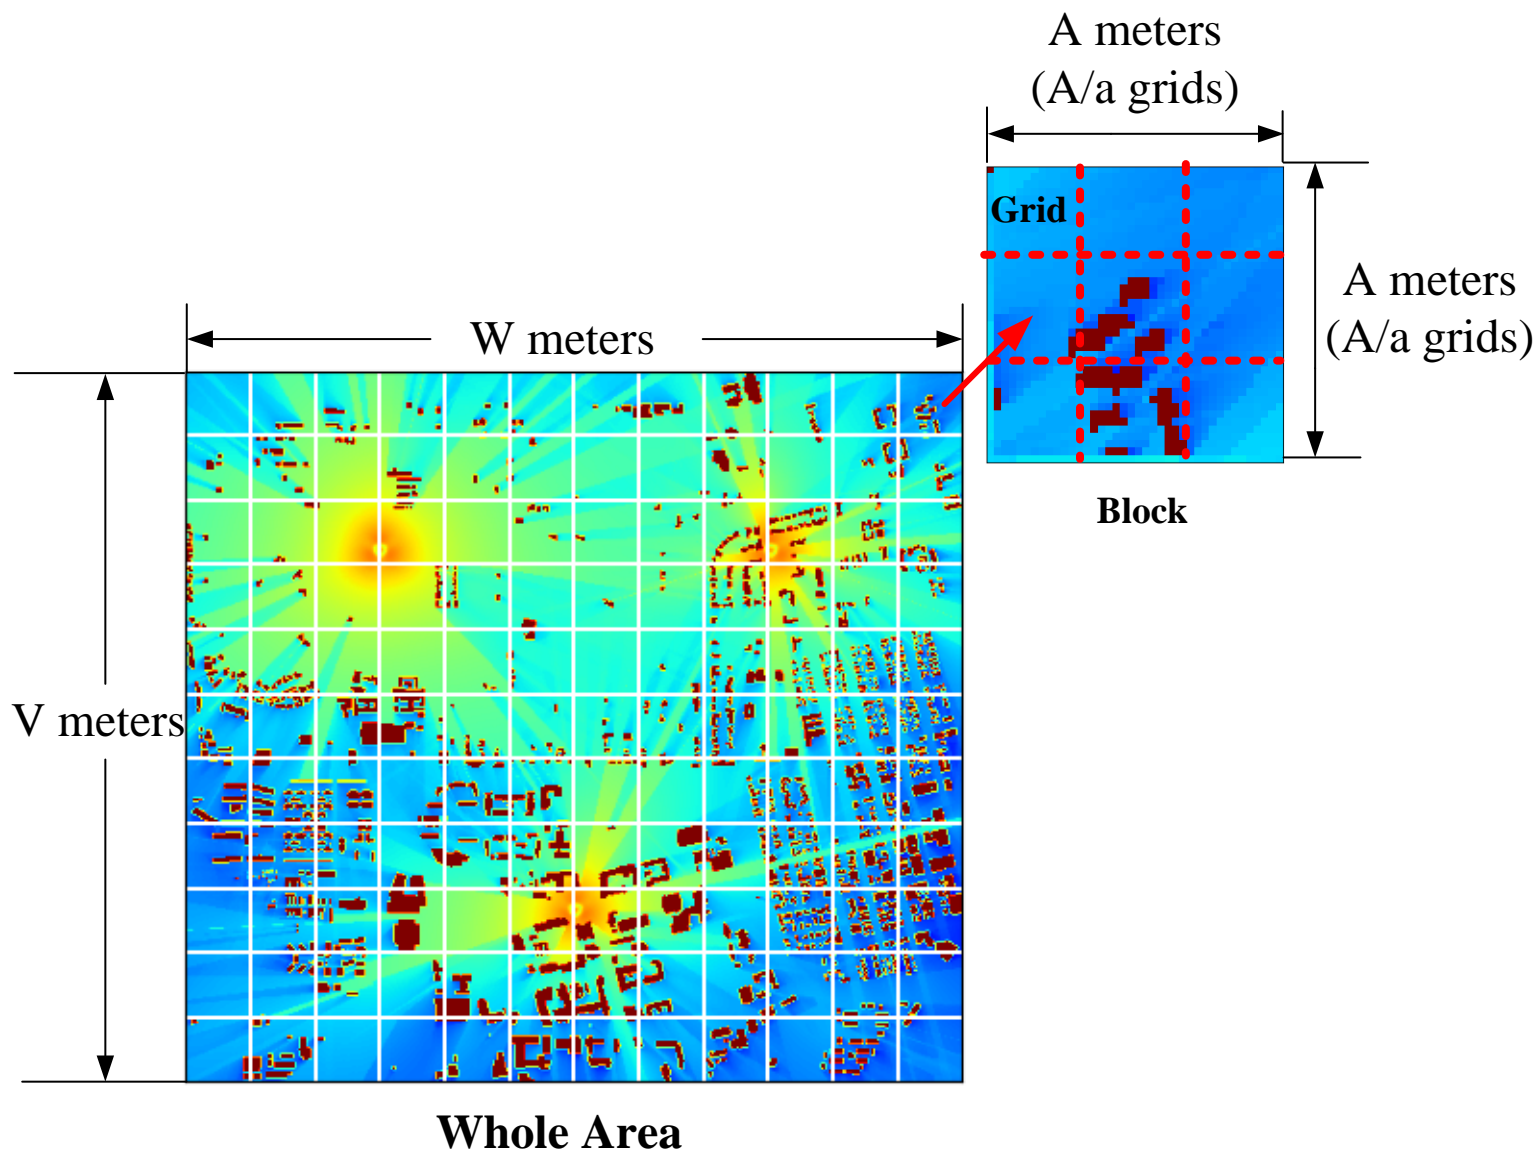 A meters
(A/a grids)
Grid
A meters
(A/a grids)
W meters
Block
V meters
Whole Area